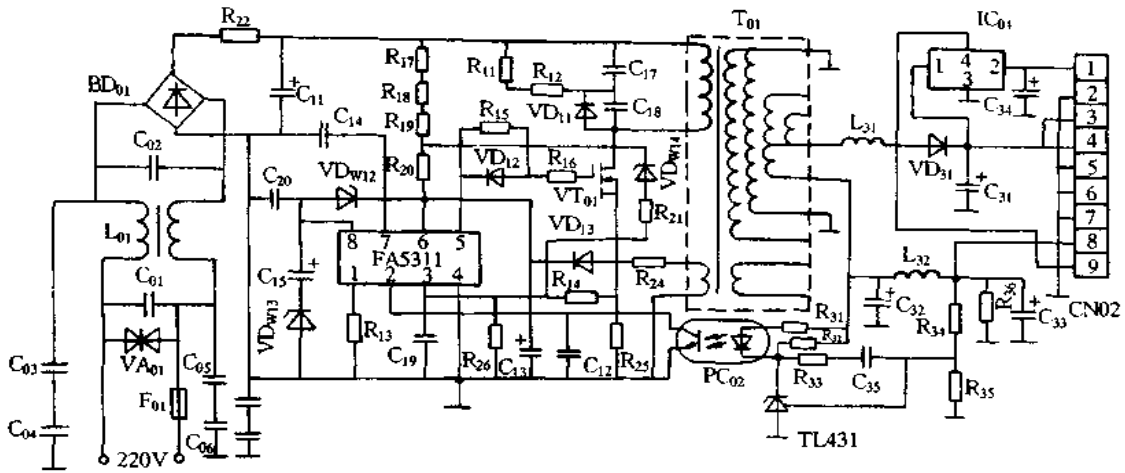 R22
T01
IC04
BD01
C11
C14
R17
R18
R19
R20
R11
R12
C17
VD11
C18
R15
VD12
R16
VT01
VDW14
R21
VD13
1
4
2
3
C34
L31
VD31
C31
1
2
3
4
5
6
7
8
9
CN02
C02
C20
VDW12
L01
C01
C15
8
7
6
5
FA5311
1
2
3
4
R14
R24
L32
C32
R36
C33
R34
VDW13
R13
C19
R26
C13
C12
R25
PC02
R31
R32
R33
C35
R35
C03
VA01
C05
F01
C04
C06
220V
TL431